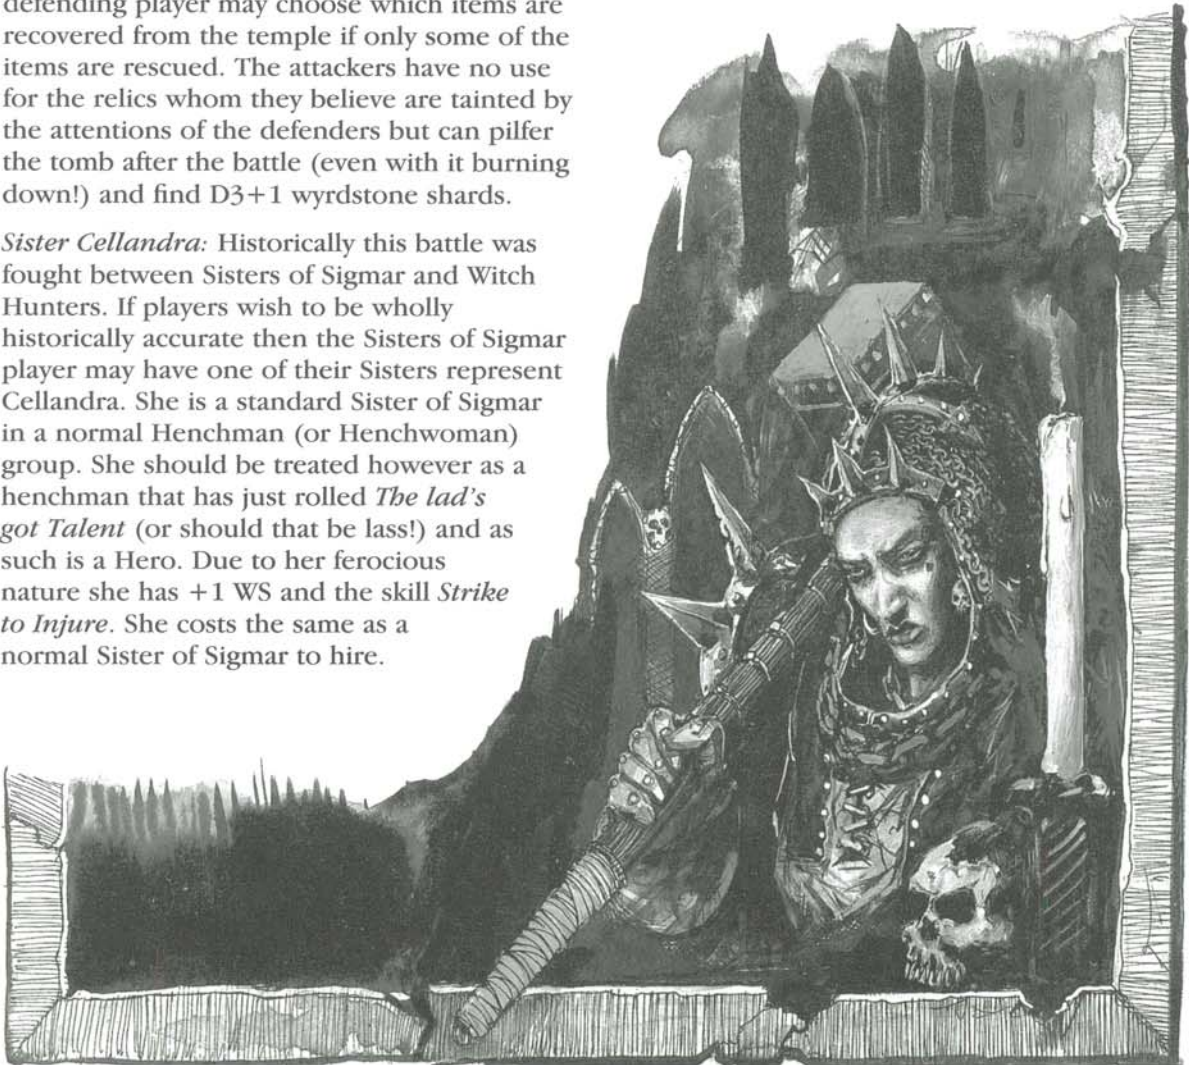 defending player may choose which items are
recovered from the temple if only some of the
items are rescued. The attackers have no use
for the relics whom they believe are tainted by
the attentions of the defenders but can pilfer
the tomb after the battle (even with it burning
down!) and find D3+1 wyrdstone shards.
Sister Cellandra: Historically this battle was
fought between Sisters of Sigmar and Witch
Hunters. If players wish to be wholly
historically accurate then the Sisters of Sigmar
player may have one of their Sisters represent
Cellandra. She is a standard Sister of Sigmar
in a normal Henchman (or Henchwoman)
group. She should be treated however as a
henchman that has just rolled The lad's
got Talent (or should that be lass!) and as
such is a Hero. Due to her ferocious
nature she has +1 WS and the skill Strike
to Injure. She costs the same as a
normal Sister of Sigmar to hire.